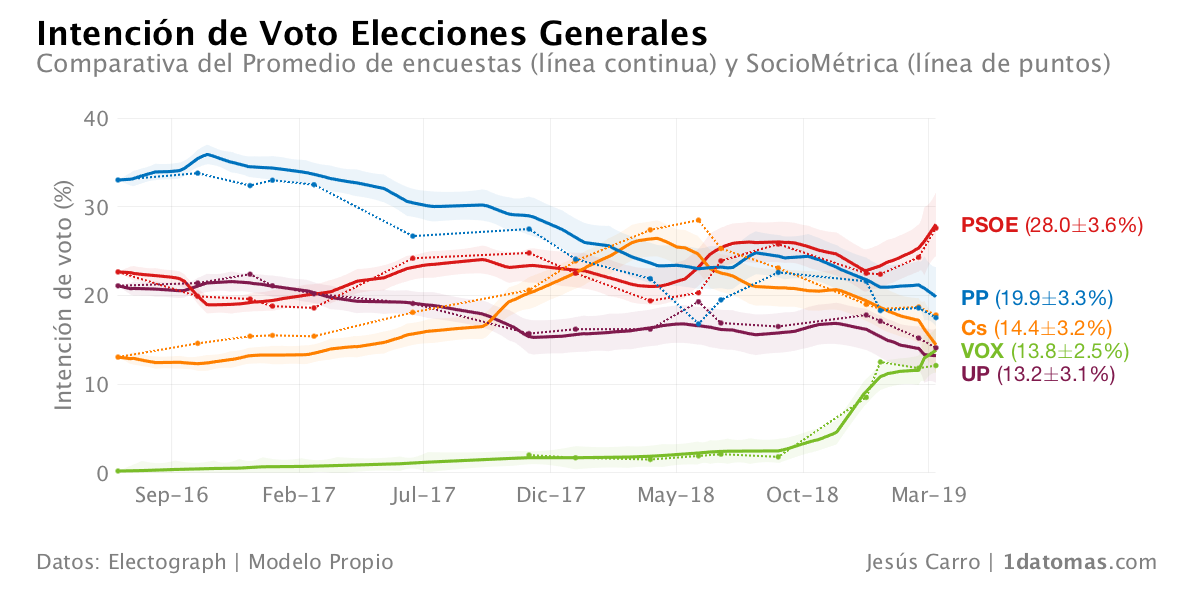 Intención de Voto Elecciones Generales
Comparativa del Promedio de encuestas (línea continua) y SocioMétrica (línea de puntos)
Intención de voto (%)
40
30
20
10
0
Sep-16 Feb-17 Jul-17 Dic-17 May-18 Oct-18 Mar-19
PSOE (28.0±3.6%)
PP (19.9±3.3%)
Cs (14.4±3.2%)
VOX (13.8±2.5%)
UP (13.2±3.1%)
Datos: Electograph | Modelo Propio
Jesús Carro | 1datomas.com